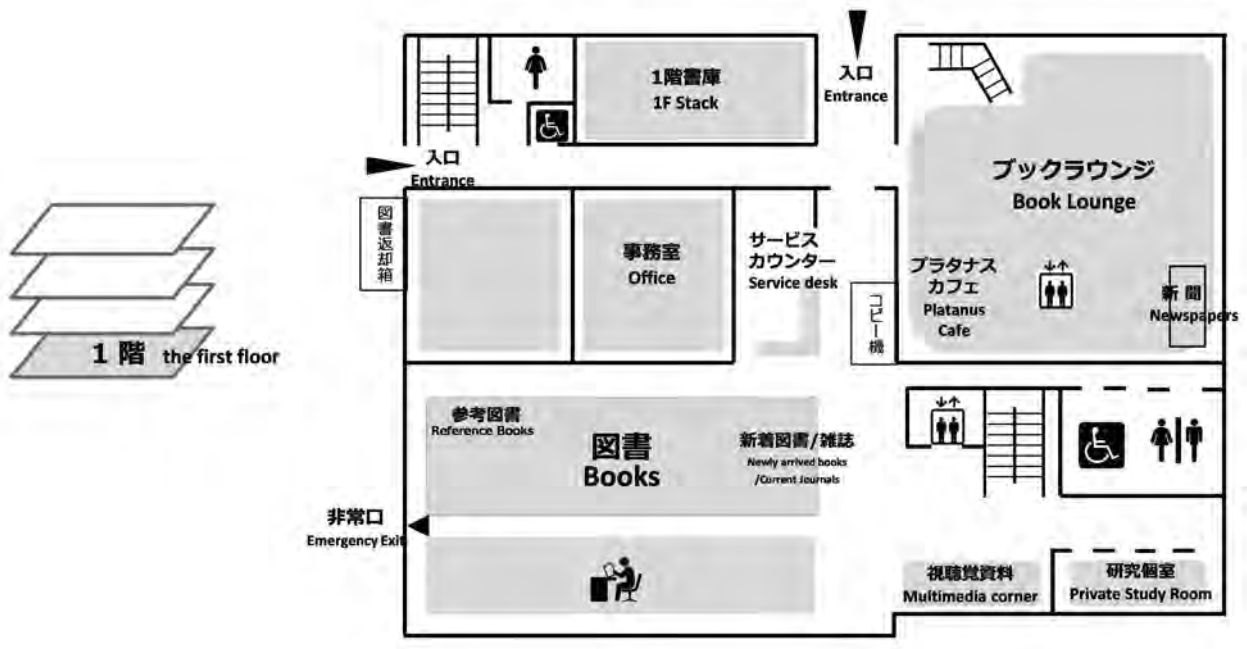 1階 the first floor
入口
Entrance
1階書庫
1F Stack
入口
Entrance
図書返却箱
事務室
Office
サービス
カウンター
Service desk
コピー機
ブックラウンジ
Book Lounge
プラタナス
カフェ
Platanus
Cafe
新聞
Newspapers
参考図書
Reference Books
図書
Books
新着図書/雑誌
Newly arrived books
/Current Journals
非常口
Emergency Exit
視聴覚資料
Multimedia corner
研究個室
Private Study Room